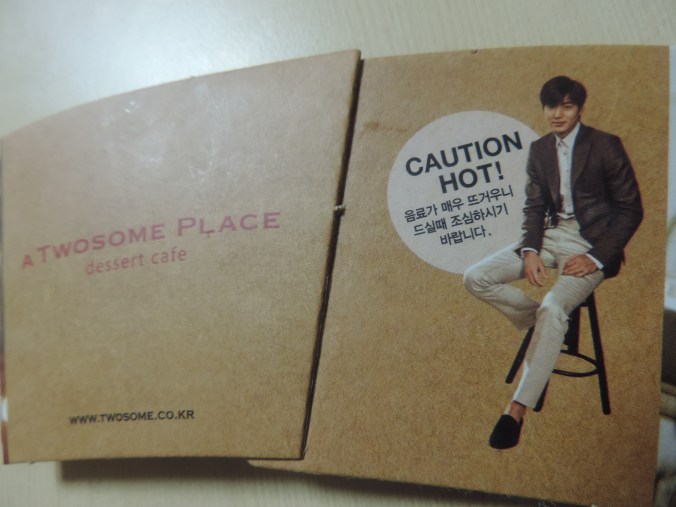 A TWOSOME PLACE
dessert cafe
WWW.TWOSOME.CO.KR
CAUTION
HOT!
음료가 매우 뜨거우니
드실때 조심하시기
바랍니다.